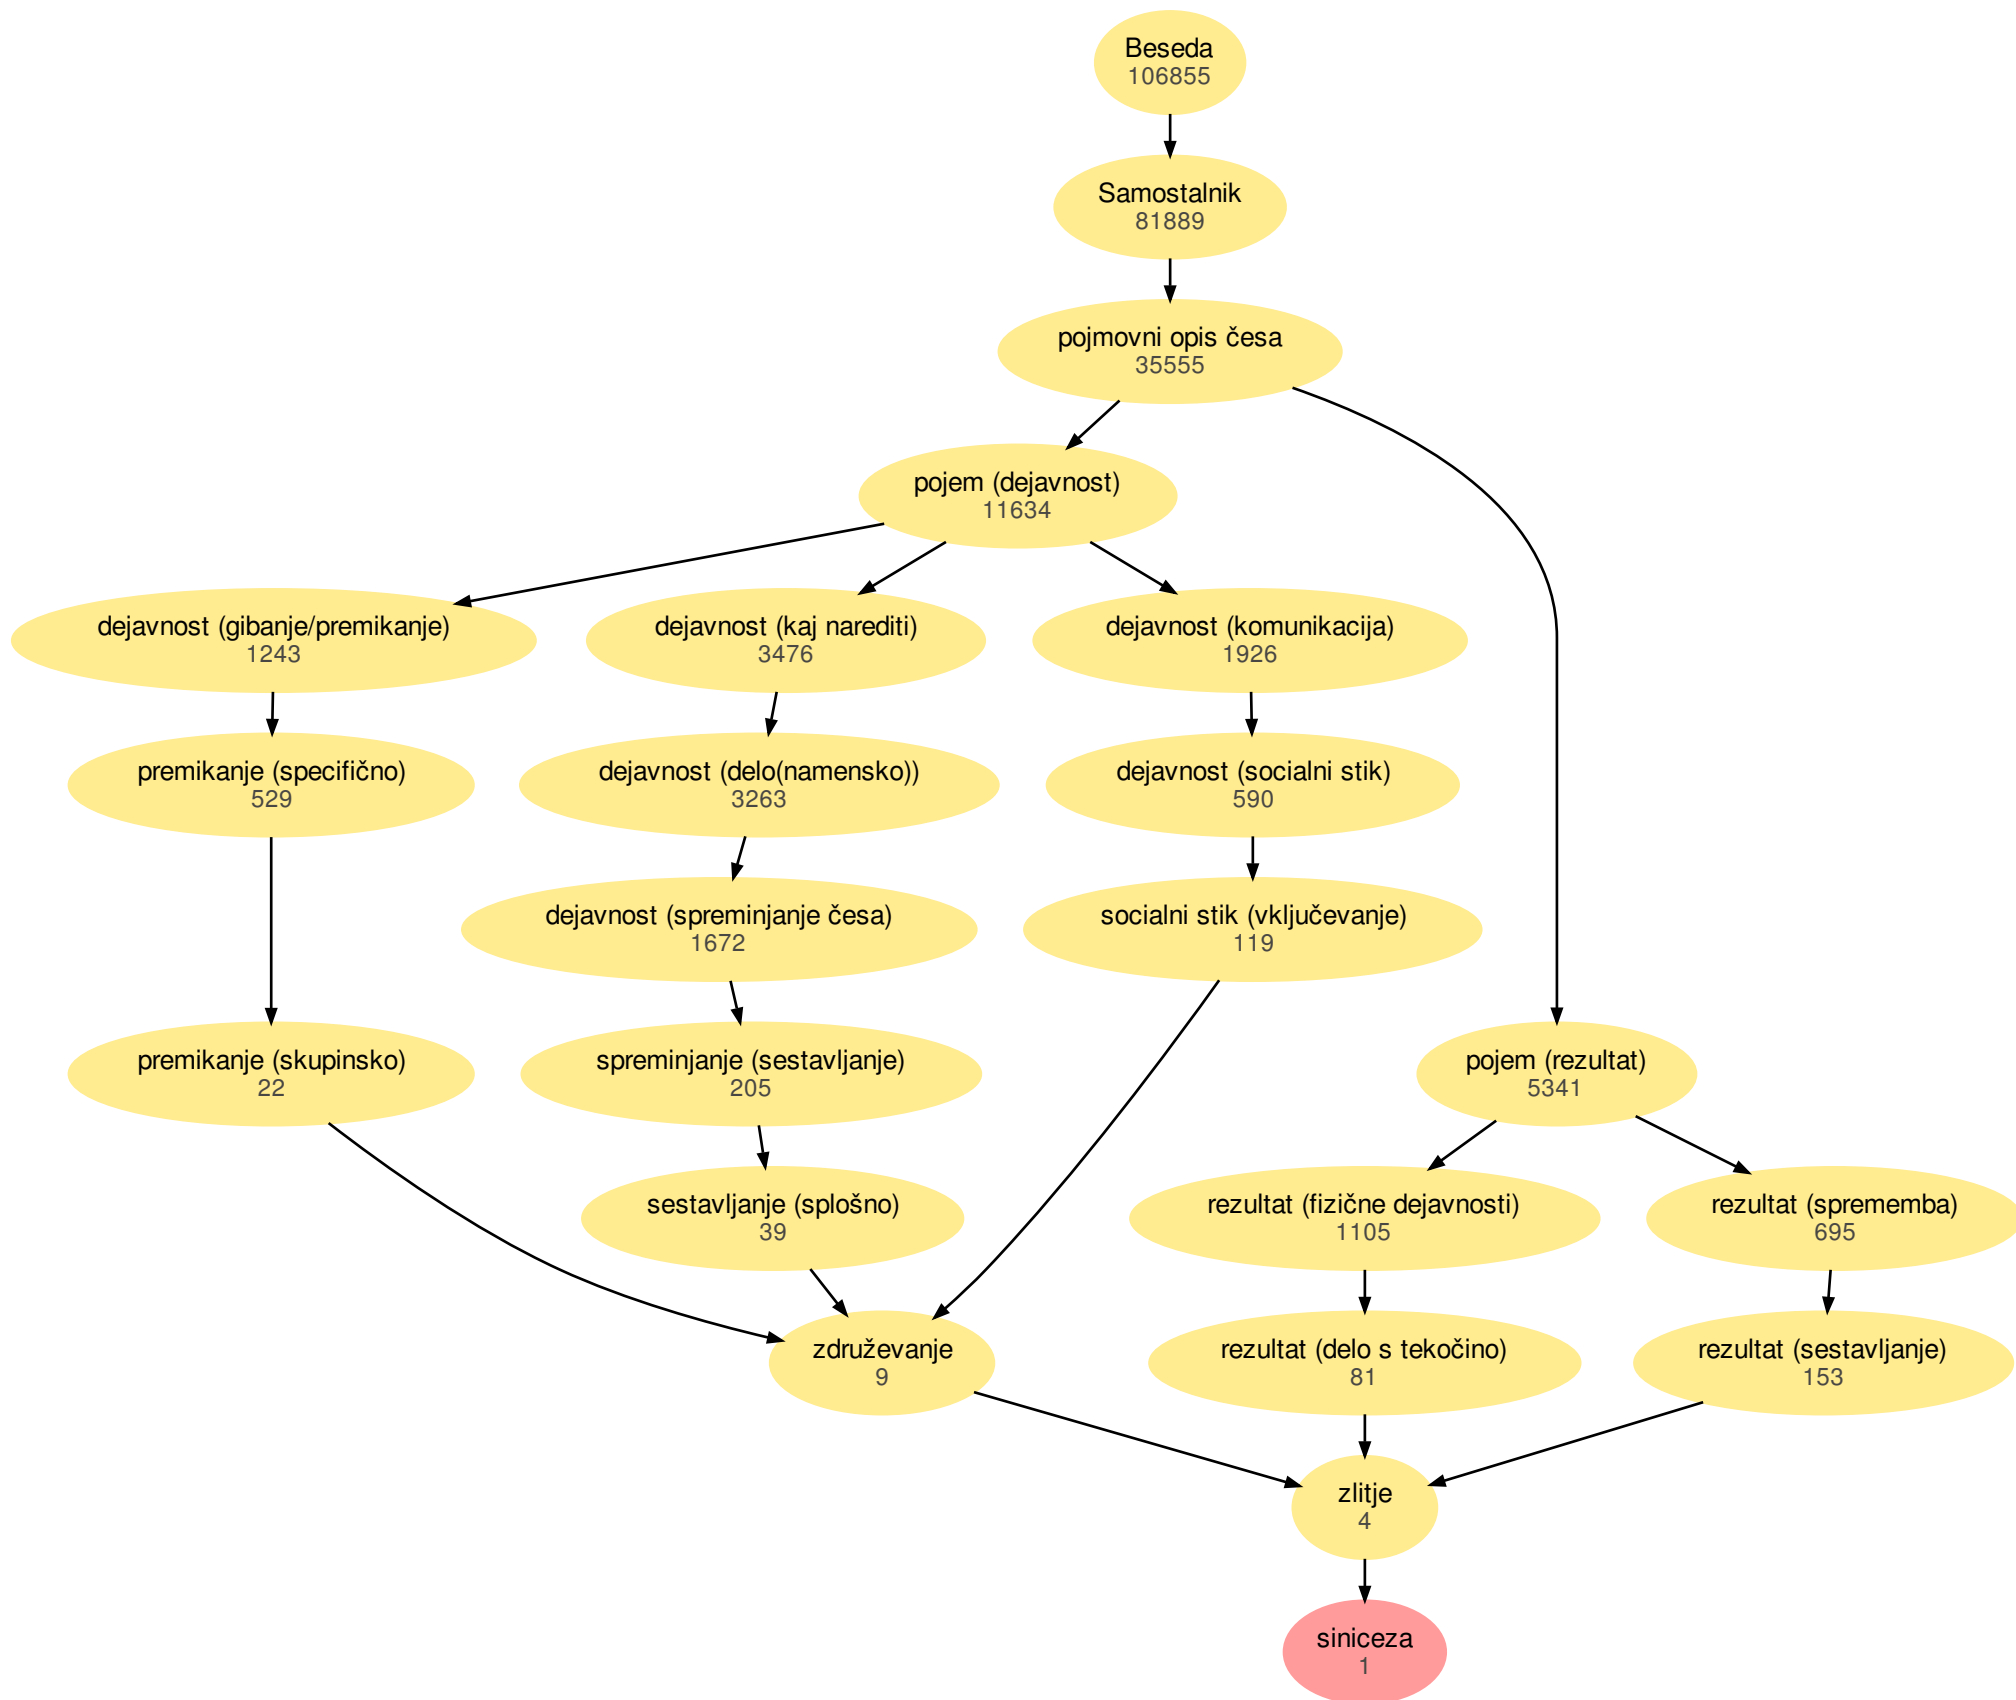 Beseda
106855
Samostalnik
81889
pojmovni opis česa
35555
pojem (dejavnost)
11634
dejavnost (gibanje/premikanje)
1243
dejavnost (kaj narediti)
3476
dejavnost (komunikacija)
1926
premikanje (specifično)
529
dejavnost (delo(namensko))
3263
dejavnost (socialni stik)
590
dejavnost (spreminjanje česa)
1672
socialni stik (vključevanje)
119
premikanje (skupinsko)
22
spreminjanje (sestavljanje)
205
pojem (rezultat)
5341
sestavljanje (splošno)
39
rezultat (fizične dejavnosti)
1105
rezultat (sprememba)
695
združevanje
9
rezultat (delo s tekočino)
81
rezultat (sestavljanje)
153
zlitje
4
siniceza
1